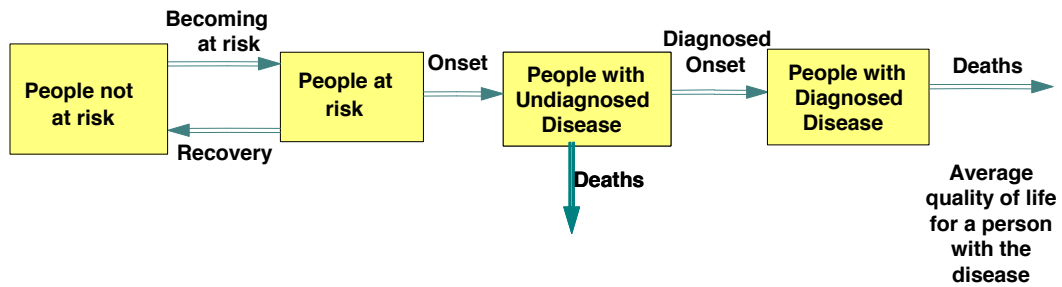 Becoming
at risk
People not
at risk
Recovery
People at
risk
Onset
People with
Undiagnosed
Disease
Deaths
Diagnosed
Onset
People with
Diagnosed
Disease
Deaths
Average
quality of life
for a person
with the
disease